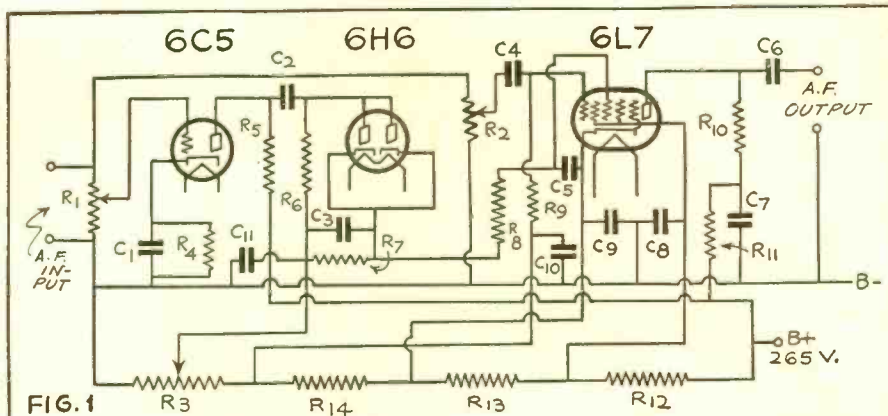 6C5
6H6
6L7
C2
C4
C6
A.F.
OUTPUT
R5
R2
R10
R1
R6
C5
C3
R9
C7
R8
C1
R4
C11
R7
C9
C8
R11
A.F.
IN-
PUT
C10
B-
B+
265 V.
FIG. 1
R3
R14
R13
R12